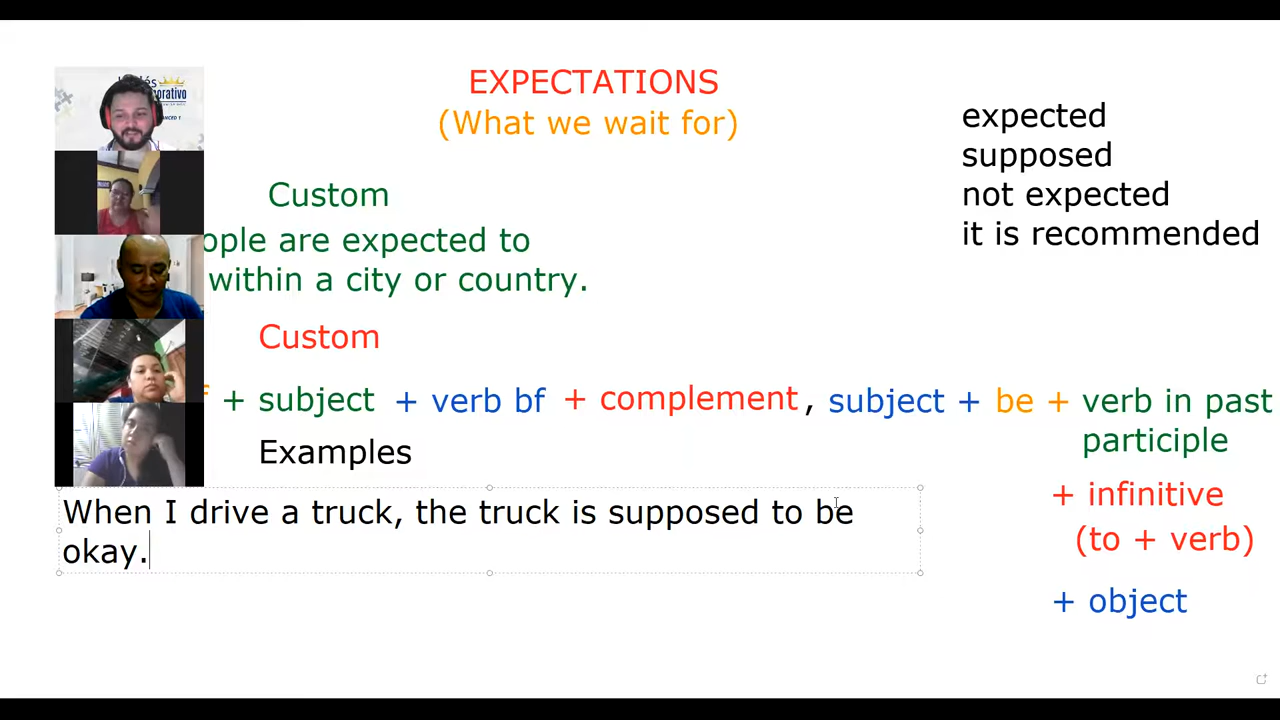 EXPECTATIONS
(What we wait for)
expected
supposed
not expected
it is recommended
Custom
are expected to
within a city or country.
Custom
+ subject + verb bf + complement , subject + be + verb in past
participle
Examples
+ infinitive
(to + verb)
When I drive a truck, the truck is supposed to be
okay.
+ object